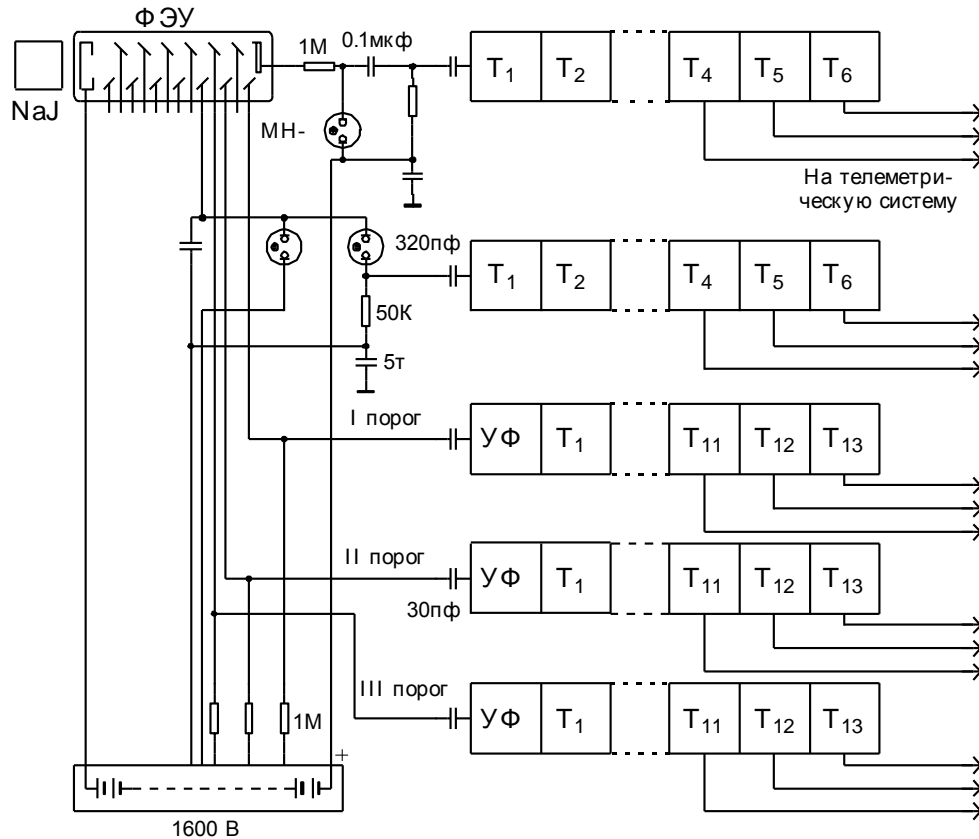 ФЭУ
NaJ
1М
0.1мкф
T1 T2 T4 T5 T6
МН-
На телеметри-
ческую систему
320пф
T1 T2 T4 T5 T6
50К
5т
I порог
УФ T1 T11 T12 T13
II порог
30пф
УФ T1 T11 T12 T13
III порог
УФ T1 T11 T12 T13
1М
+
1600 В